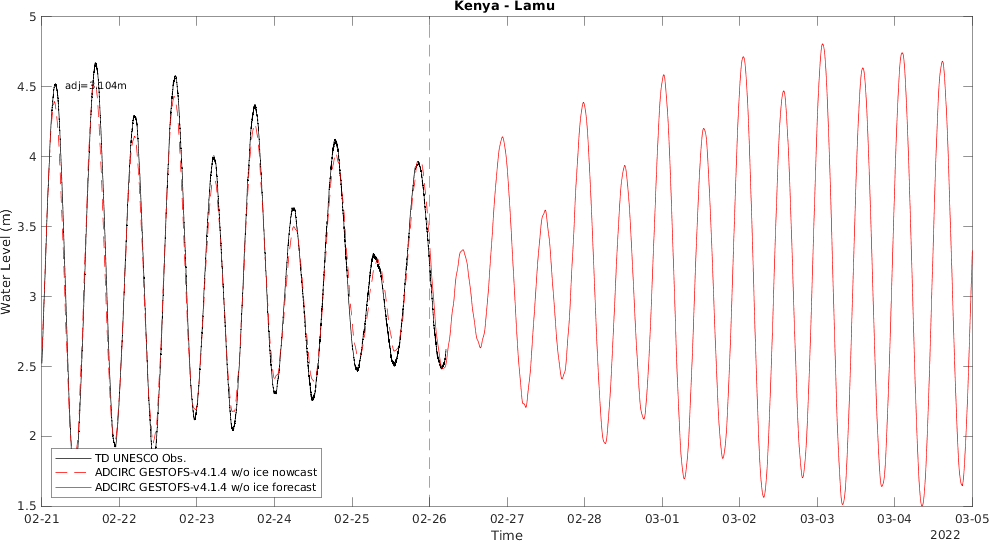 Kenya - Lamu
5
4.5
4
3.5
3
2.5
2
1.5
Water Level (m)
adj=3.104m
TD UNESCO Obs.
ADCIRC GESTOFS-v4.1.4 w/o ice nowcast
ADCIRC GESTOFS-v4.1.4 w/o ice forecast
02-21 02-22 02-23 02-24 02-25 02-26 02-27 02-28 03-01 03-02 03-03 03-04 03-05
Time
2022